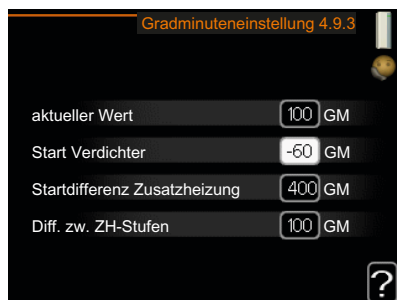 Gradminuteneinstellung 4.9.3
aktueller Wert 100 GM
Start Verdichter -60 GM
Startdifferenz Zusatzheizung 400 GM
Diff. zw. ZH-Stufen 100 GM
?